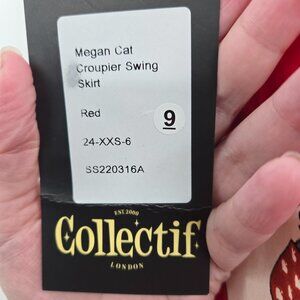 Megan Cat
Croupier Swing
Skirt
Red
9
24-XXS-6
SS220316A
EST 2000
Collectif
LONDON